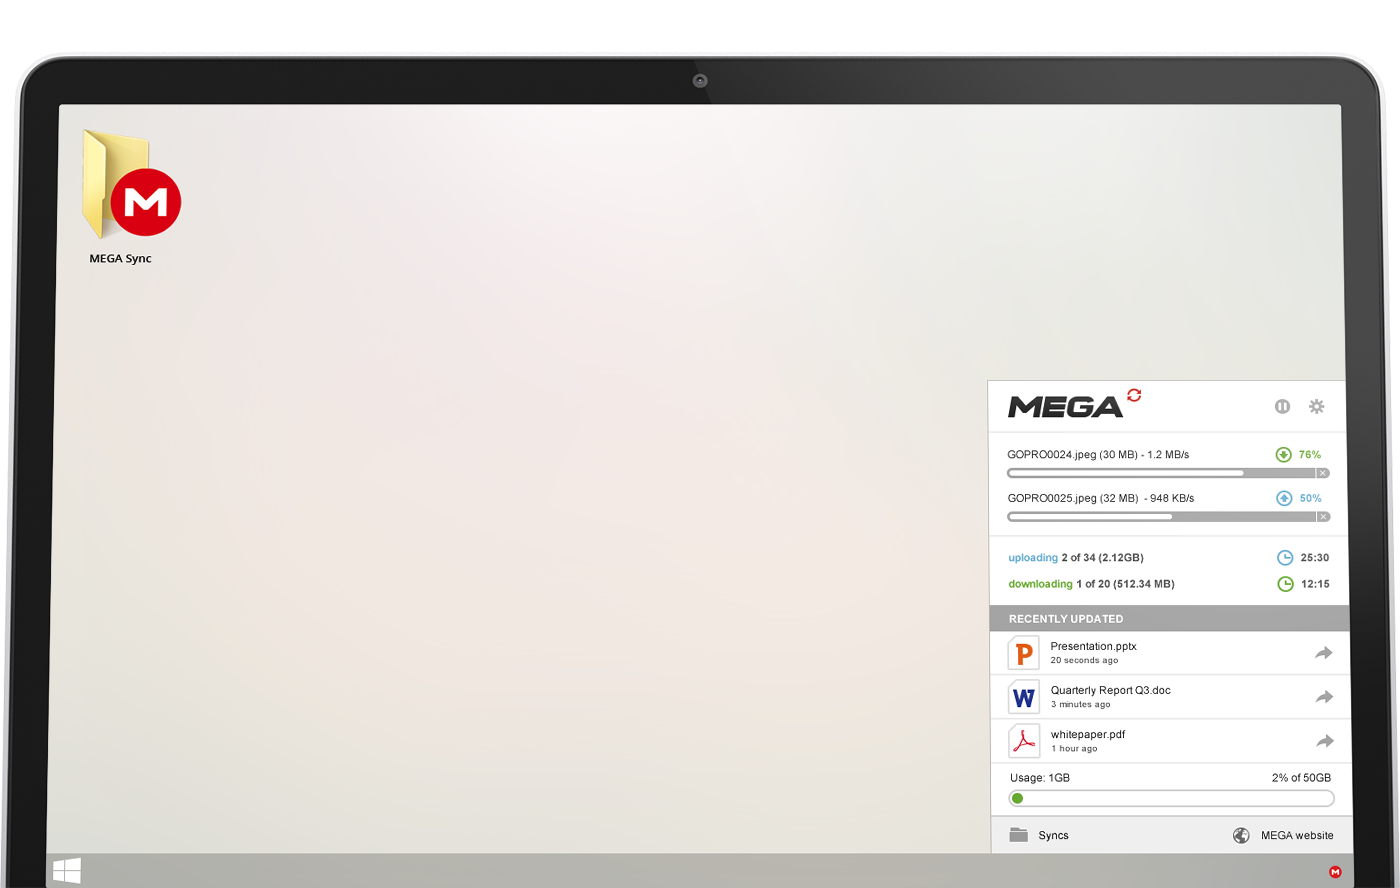 MEGA Sync
MEGA
GOPRO0024.jpeg (30 MB) - 1.2 MB/s 76%
GOPRO0025.jpeg (32 MB) - 948 KB/s 50%
uploading 2 of 34 (2.12GB) 25:30
downloading 1 of 20 (512.34 MB) 12:15
RECENTLY UPDATED
P Presentation.pptx
20 seconds ago
W Quarterly Report Q3.doc
3 minutes ago
whitepaper.pdf
1 hour ago
Usage: 1GB 2% of 50GB
Syncs MEGA website
M